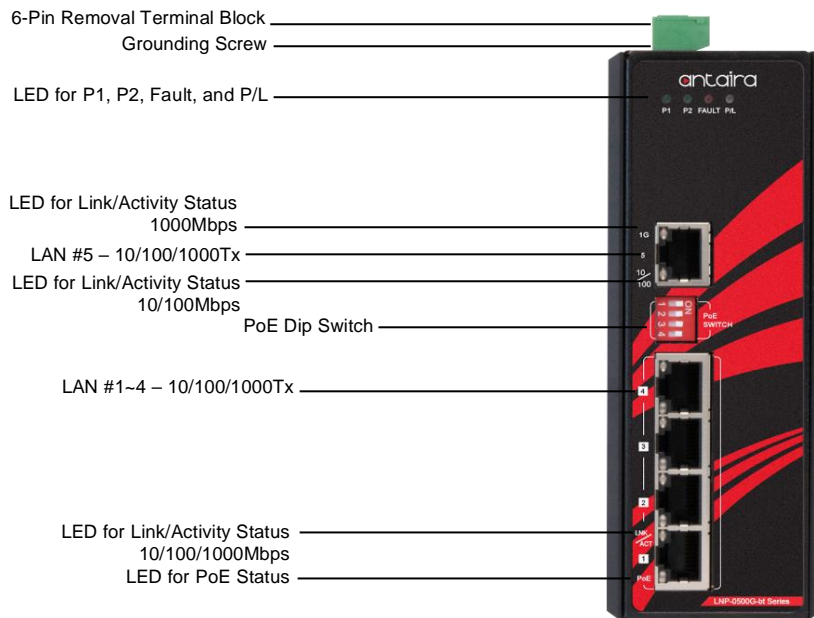 6-Pin Removal Terminal Block
Grounding Screw
LED for P1, P2, Fault, and P/L
LED for Link/Activity Status
1000Mbps
LAN #5 – 10/100/1000Tx
LED for Link/Activity Status
10/100Mbps
PoE Dip Switch
LAN #1~4 – 10/100/1000Tx
LED for Link/Activity Status
10/100/1000Mbps
LED for PoE Status
antaira
P1 P2 FAULT P/L
1G
5
10/100
ON
1 2 3 4
PoE
SWITCH
4
3
2
LNK/ACT
1
PoE
LNP-0500G-bt Series